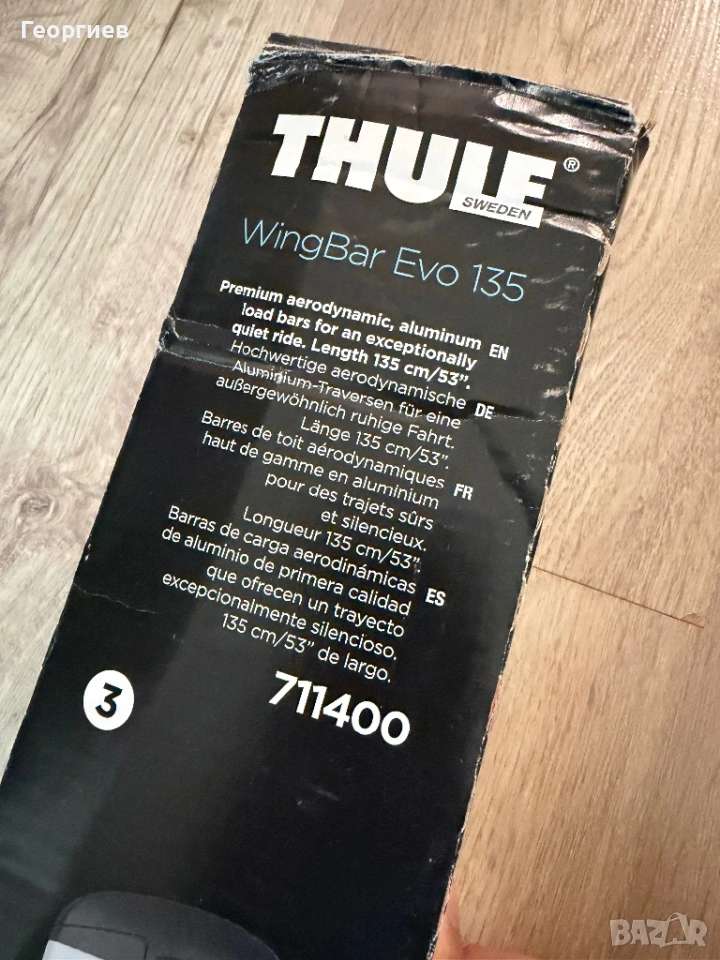 Георгиев
THULE®
SWEDEN
WingBar Evo 135
Premium aerodynamic, aluminum
load bars for an exceptionally EN
quiet ride. Length 135 cm/53”.
Hochwertige aerodynamische
Aluminium-Traversen für eine DE
außergewöhnlich ruhige Fahrt.
Länge 135 cm/53”.
Barres de toit aérodynamiques
haut de gamme en aluminium FR
pour des trajets sûrs
et silencieux.
Longueur 135 cm/53”.
Barras de carga aerodinámicas
de aluminio de primera calidad ES
que ofrecen un trayecto
excepcionalmente silencioso.
135 cm/53” de largo.
3
711400
BAZAR